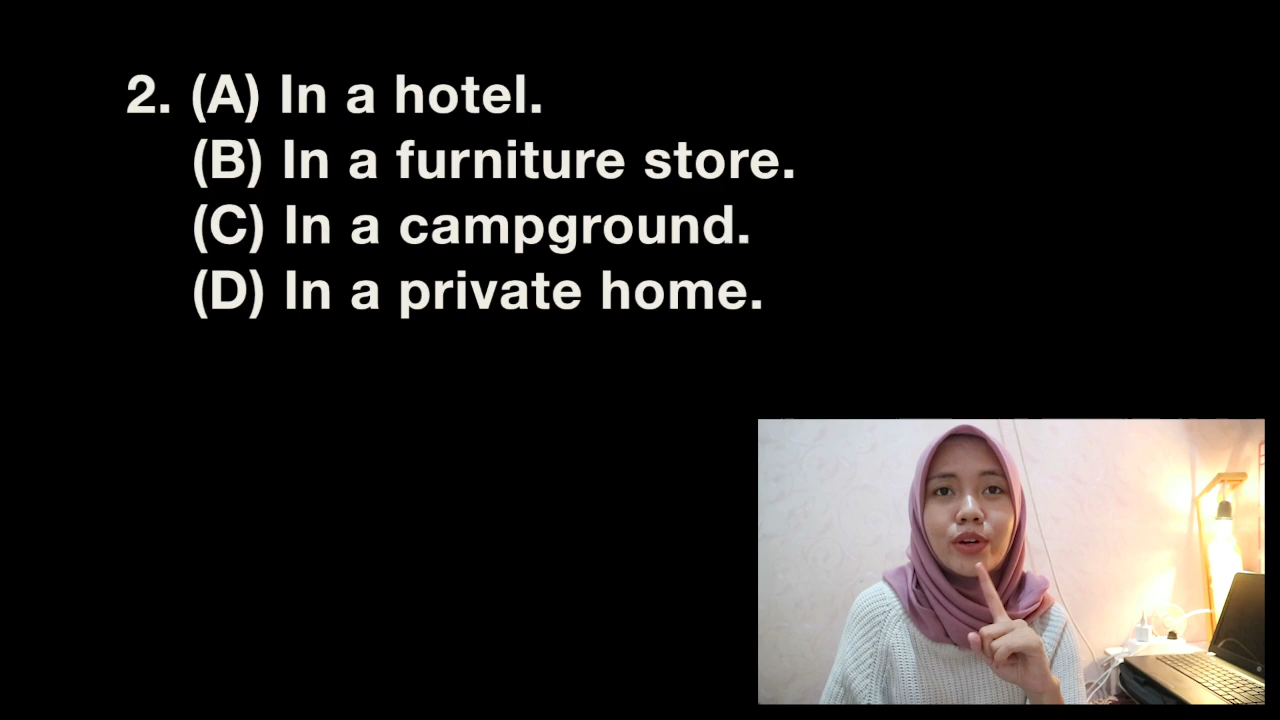 2. (A) In a hotel.
(B) In a furniture store.
(C) In a campground.
(D) In a private home.